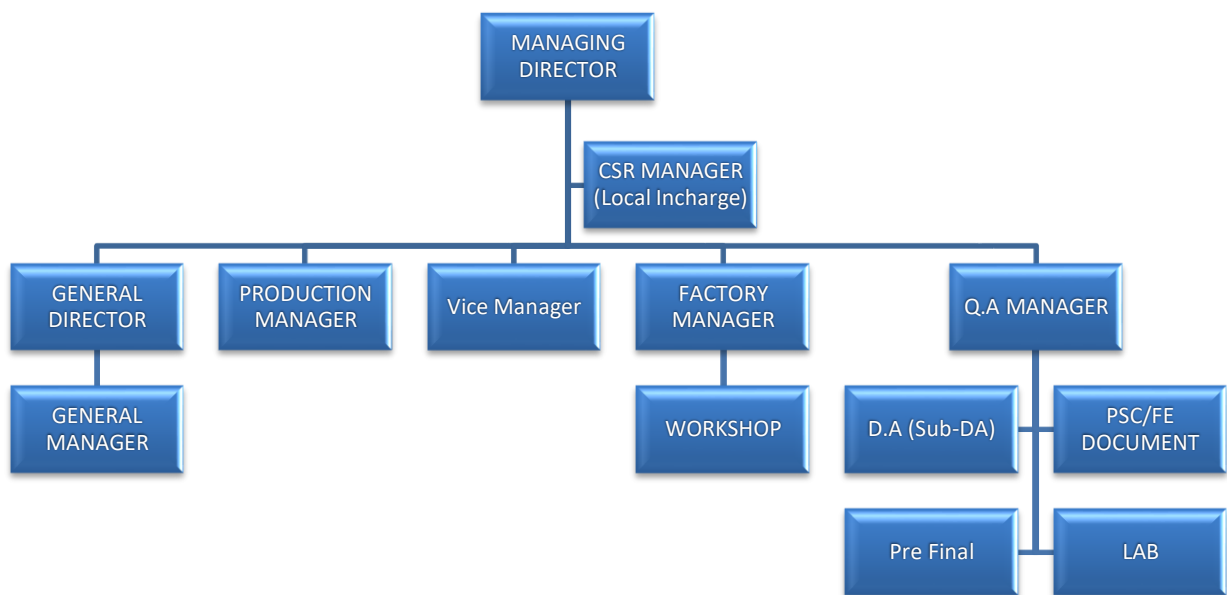 MANAGING
DIRECTOR
CSR MANAGER
(Local Incharge)
GENERAL
DIRECTOR
PRODUCTION
MANAGER
Vice Manager
FACTORY
MANAGER
Q.A MANAGER
GENERAL
MANAGER
WORKSHOP
D.A (Sub-DA)
PSC/FE
DOCUMENT
Pre Final
LAB